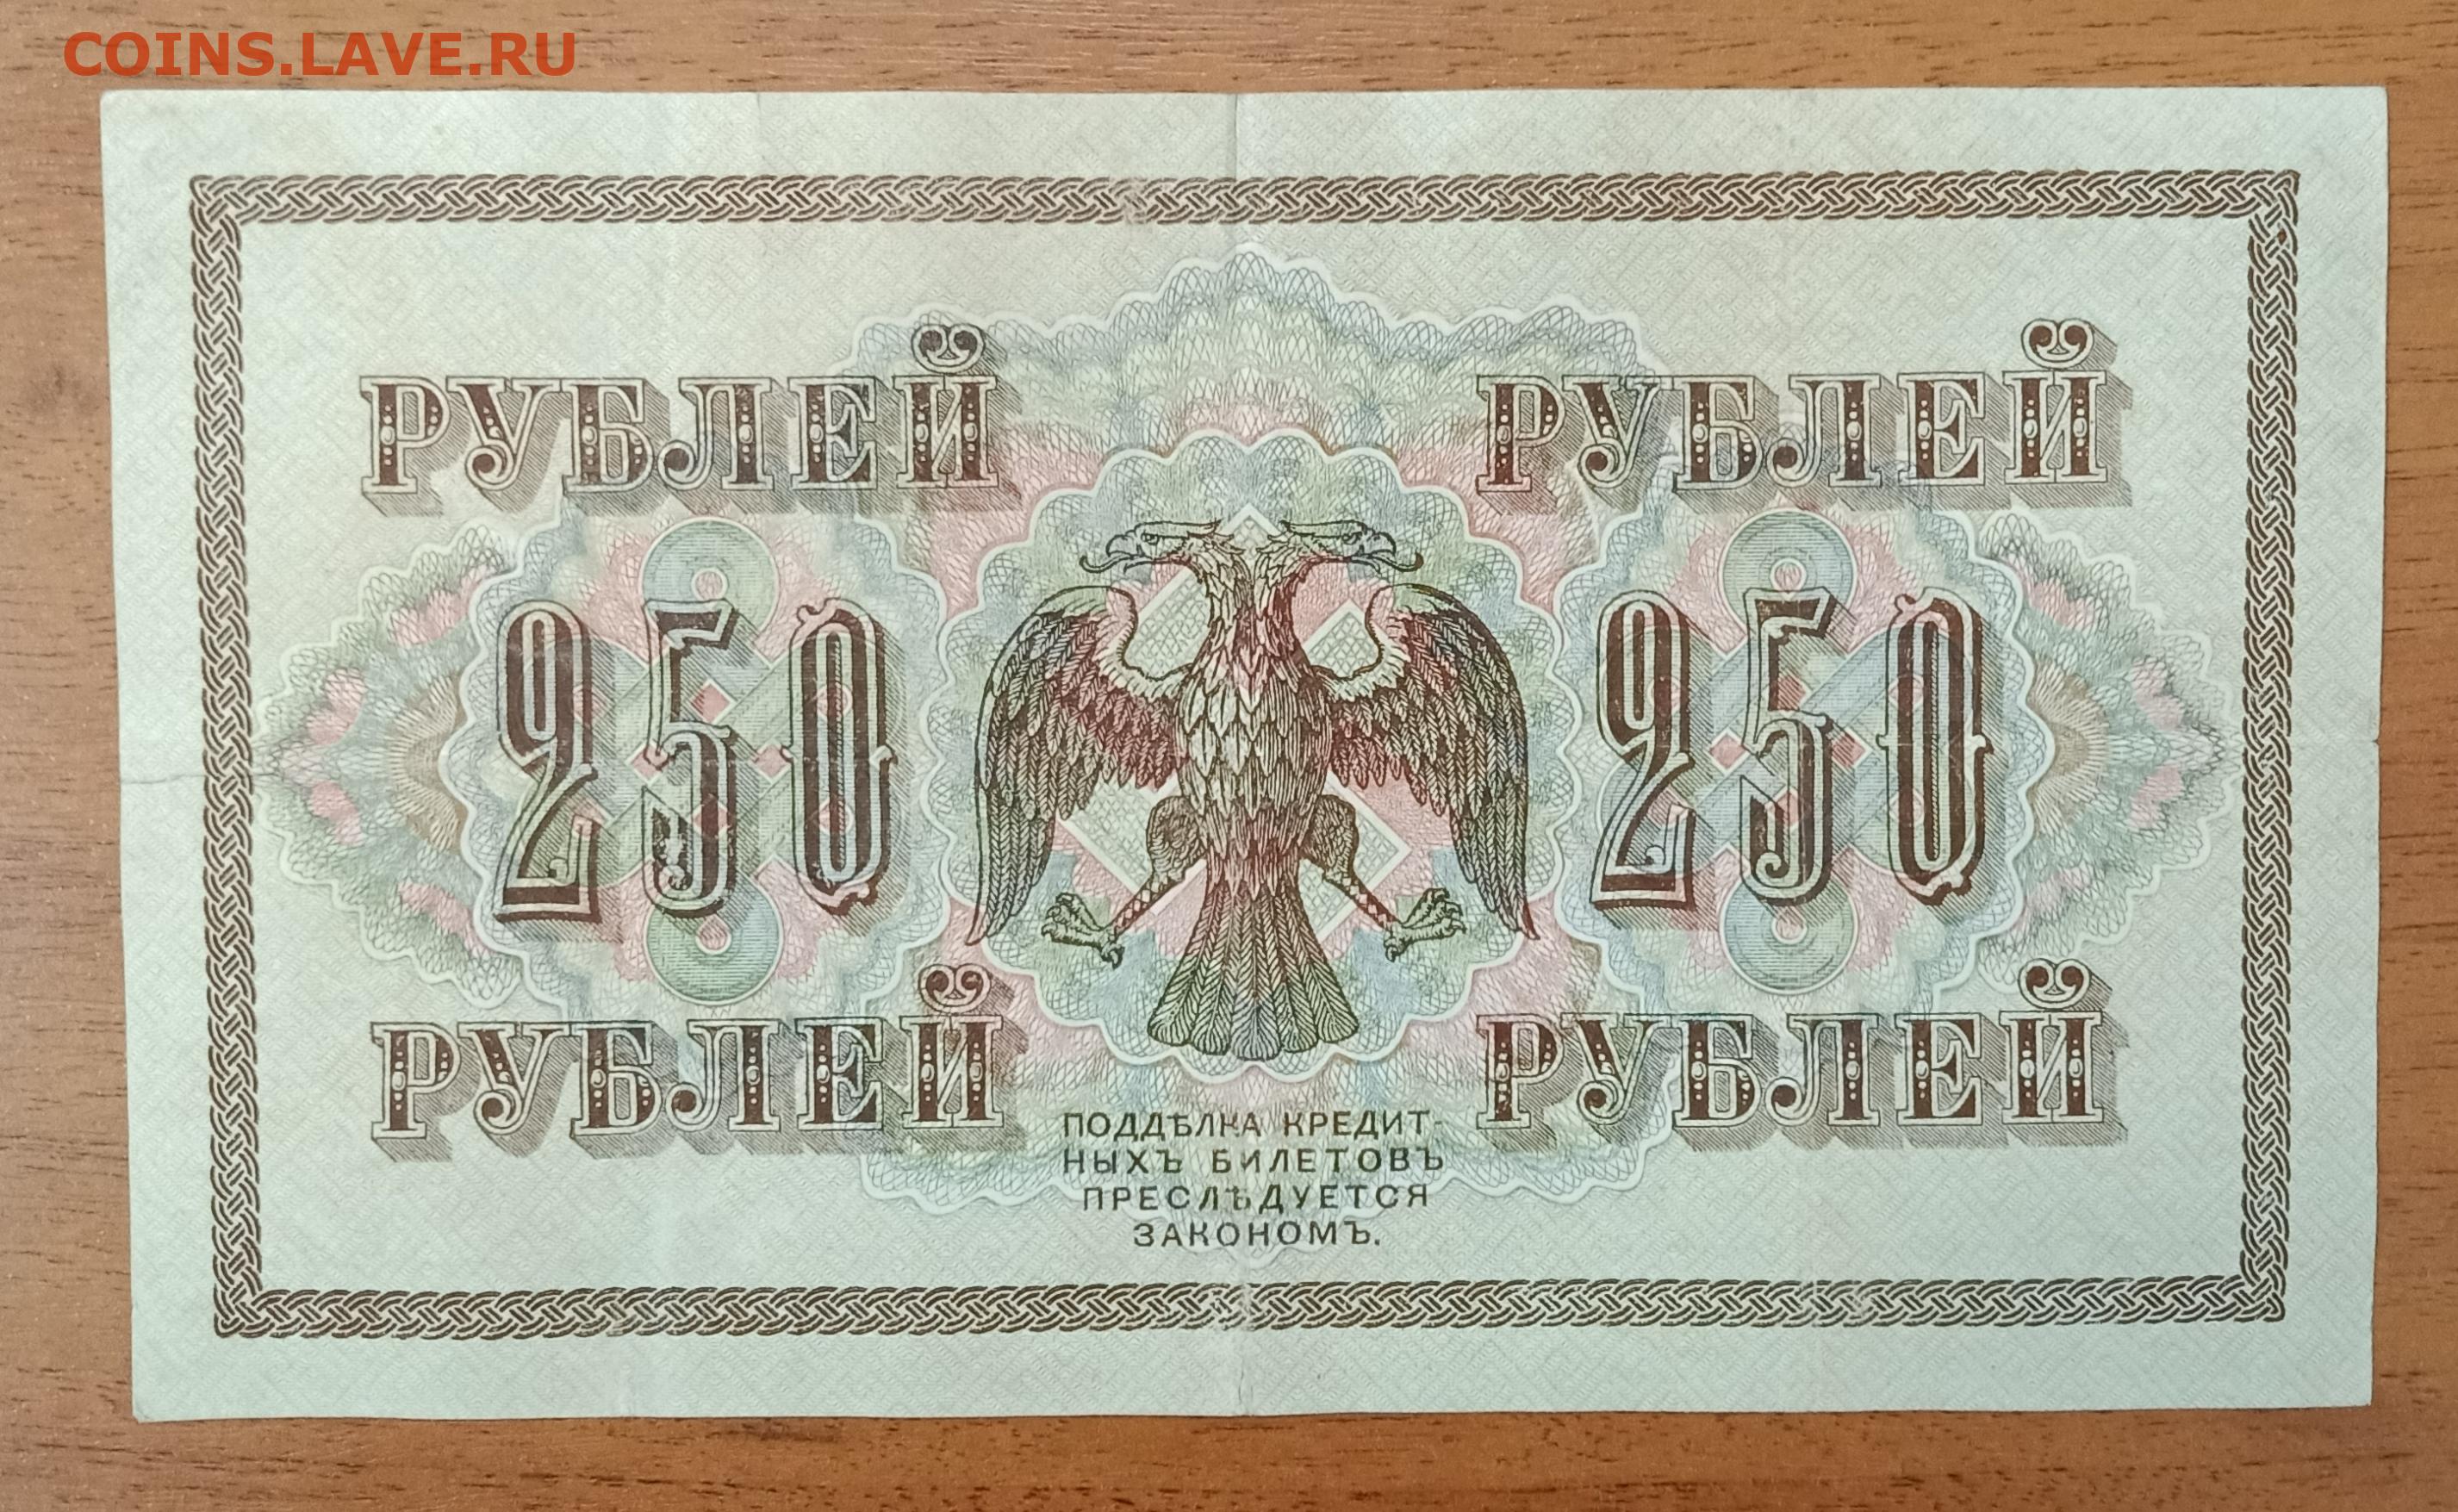 COINS.LAVE.RU
РУБЛЕЙ РУБЛЕЙ
250 250
РУБЛЕЙ РУБЛЕЙ
ПОДДѢЛКА КРЕДИТ-
НЫХЪ БИЛЕТОВЪ
ПРЕСЛѢДУЕТСЯ
ЗАКОНОМЪ.